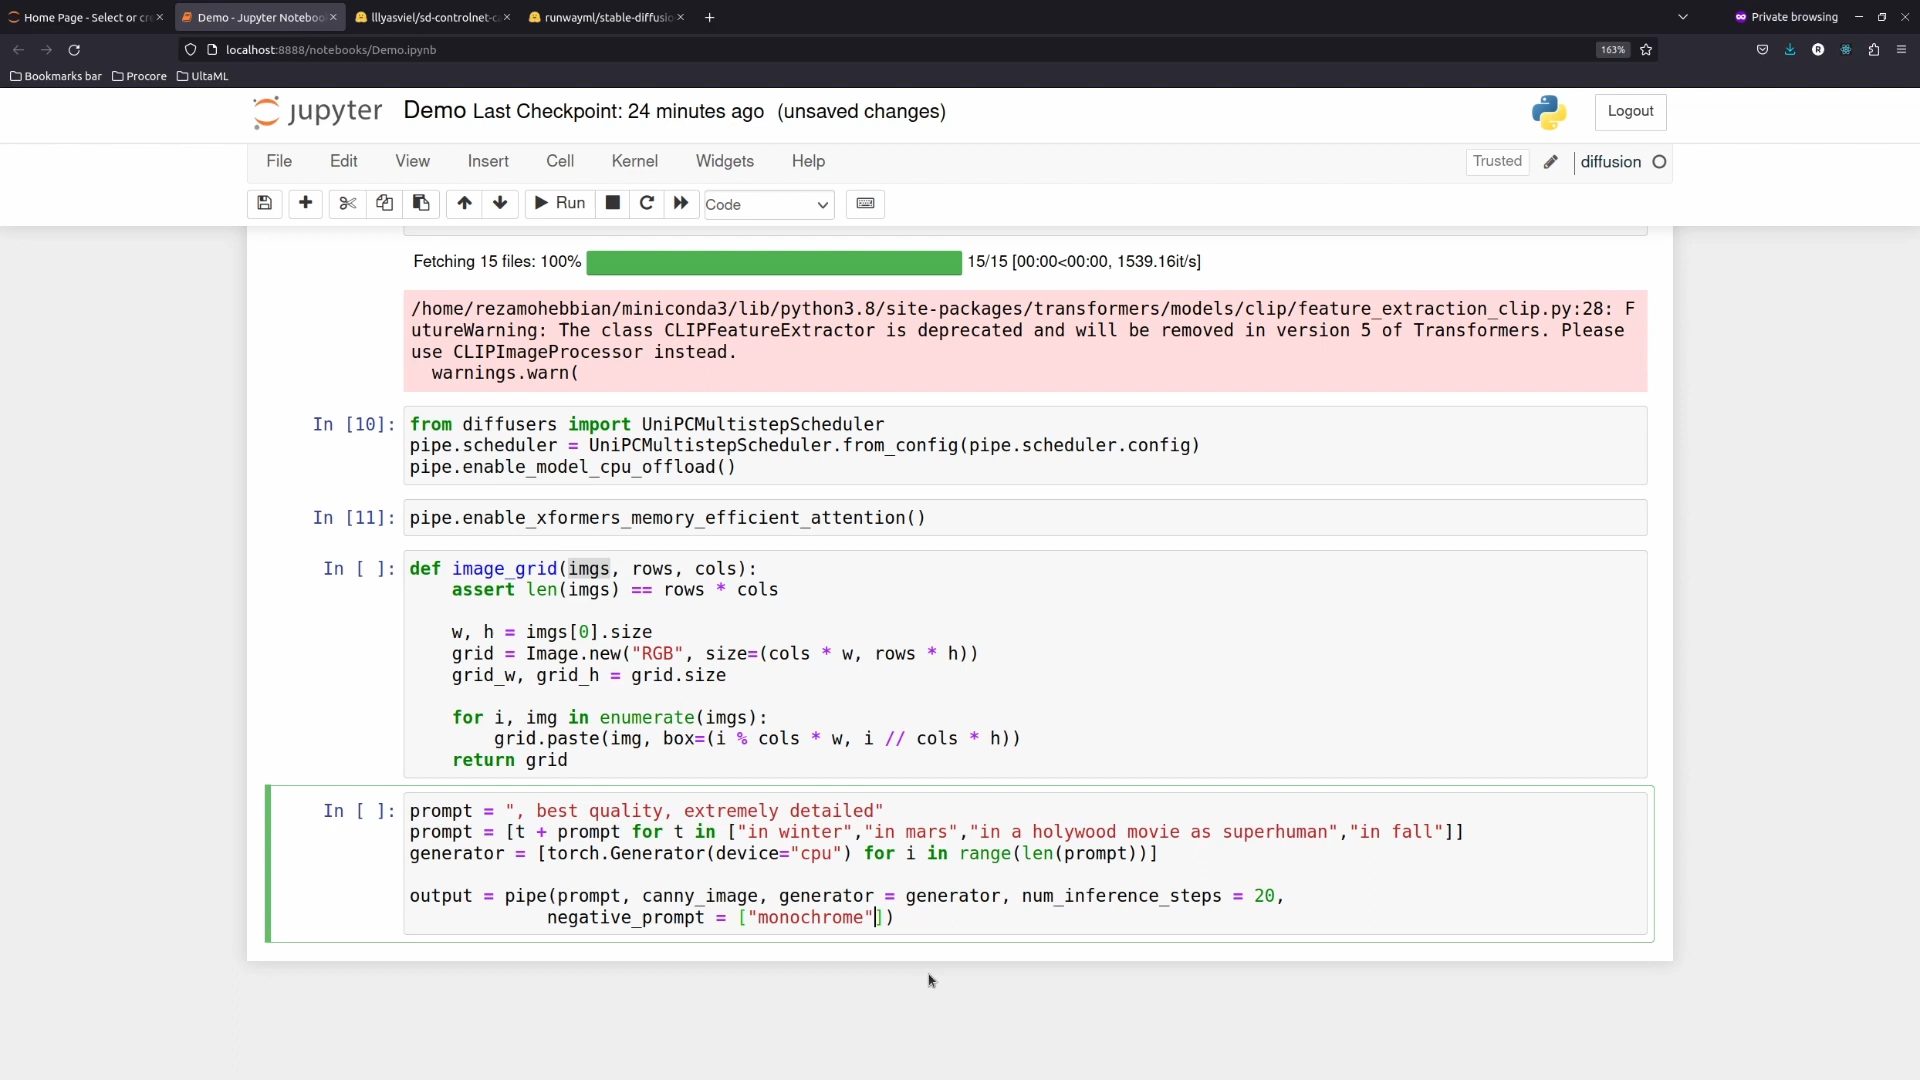 Home Page - Select or cr
Demo - Jupyter Noteboo
lllyasviel/sd-controlnet-c
runwayml/stable-diffusio
Private browsing
localhost:8888/notebooks/Demo.ipynb
163%
Bookmarks bar
Procore
UltaML
jupyter
Demo Last Checkpoint: 24 minutes ago (unsaved changes)
Logout
File Edit View Insert Cell Kernel Widgets Help
Trusted
diffusion
Run
Code
Fetching 15 files: 100% 15/15 [00:00<00:00, 1539.16it/s]
/home/rezamohebbian/miniconda3/lib/python3.8/site-packages/transformers/models/clip/feature_extraction_clip.py:28: F
utureWarning: The class CLIPFeatureExtractor is deprecated and will be removed in version 5 of Transformers. Please
use CLIPImageProcessor instead.
  warnings.warn(
In [10]: from diffusers import UniPCMultistepScheduler
pipe.scheduler = UniPCMultistepScheduler.from_config(pipe.scheduler.config)
pipe.enable_model_cpu_offload()
In [11]: pipe.enable_xformers_memory_efficient_attention()
In [ ]: def image_grid(imgs, rows, cols):
    assert len(imgs) == rows * cols
    w, h = imgs[0].size
    grid = Image.new("RGB", size=(cols * w, rows * h))
    grid_w, grid_h = grid.size
    for i, img in enumerate(imgs):
        grid.paste(img, box=(i % cols * w, i // cols * h))
    return grid
In [ ]: prompt = ", best quality, extremely detailed"
prompt = [t + prompt for t in ["in winter","in mars","in a holywood movie as superhuman","in fall"]]
generator = [torch.Generator(device="cpu") for i in range(len(prompt))]
output = pipe(prompt, canny_image, generator = generator, num_inference_steps = 20,
             negative_prompt = ["monochrome"])